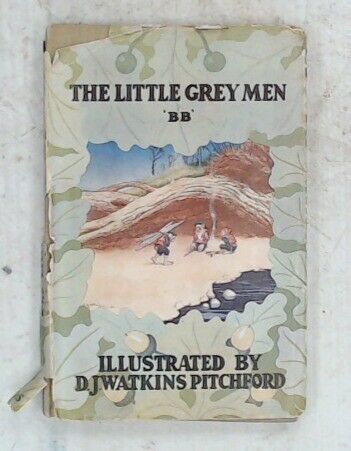 THE LITTLE GREY MEN
'BB'
ILLUSTRATED BY
D.J WATKINS PITCHFORD